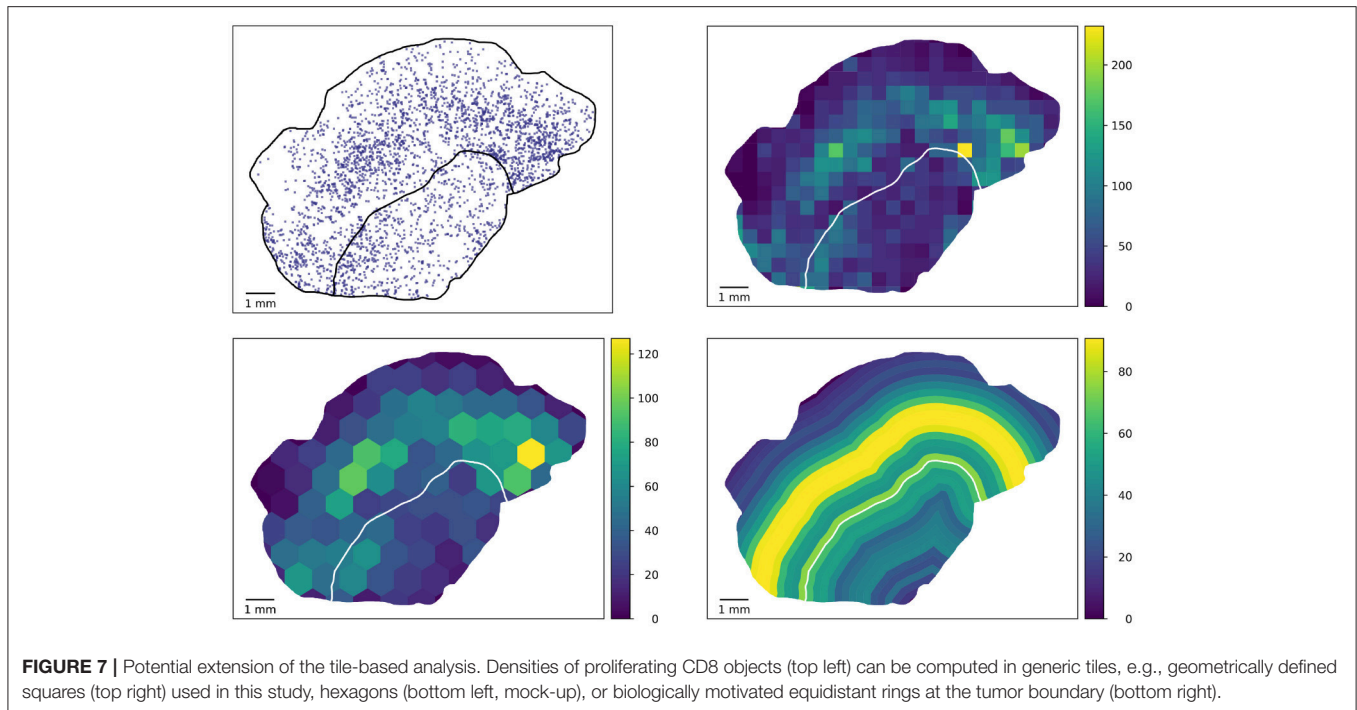 1 mm
200
150
100
50
0
1 mm
120
100
80
60
40
20
0
1 mm
80
60
40
20
0
1 mm
FIGURE 7 | Potential extension of the tile-based analysis. Densities of proliferating CD8 objects (top left) can be computed in generic tiles, e.g., geometrically defined
squares (top right) used in this study, hexagons (bottom left, mock-up), or biologically motivated equidistant rings at the tumor boundary (bottom right).